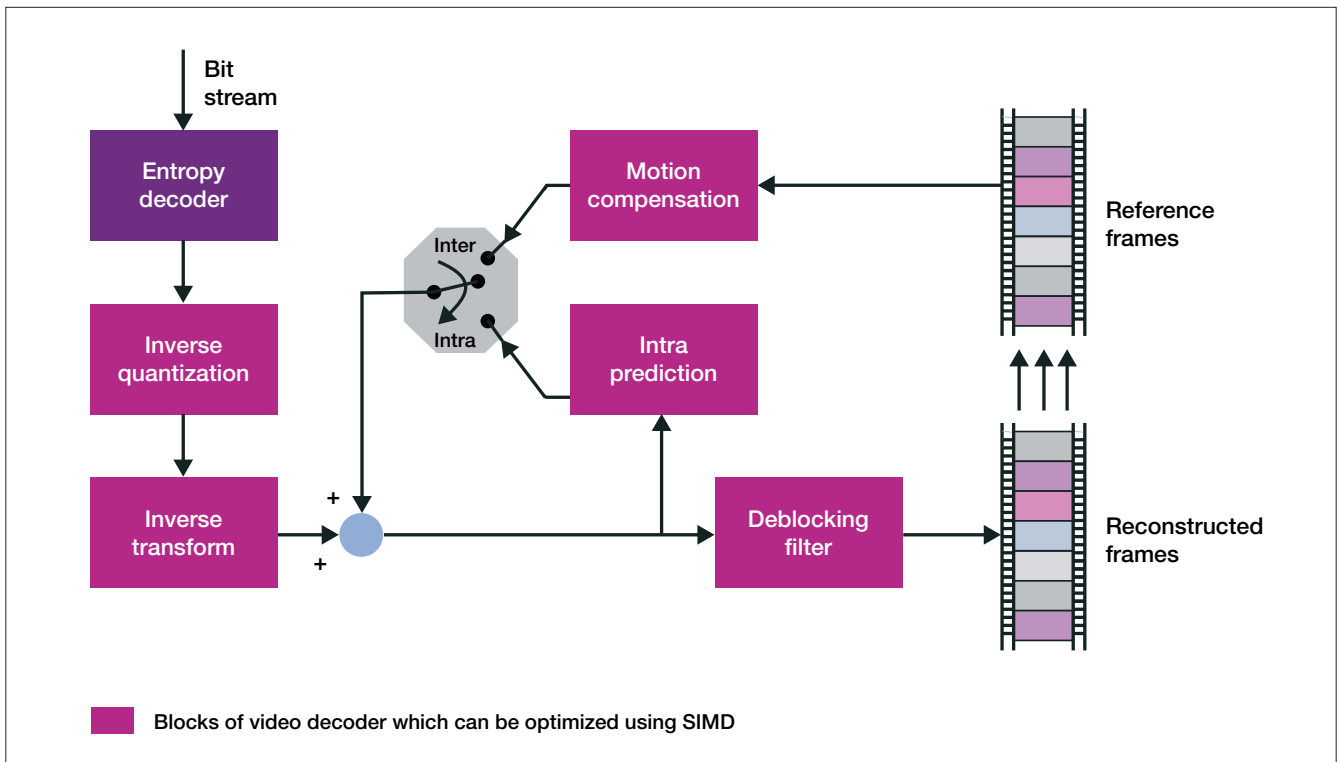 Bit
stream
Entropy
decoder
Inverse
quantization
Inverse
transform
+
+
Inter
Intra
Motion
compensation
Intra
prediction
Deblocking
filter
Reference
frames
Reconstructed
frames
Blocks of video decoder which can be optimized using SIMD